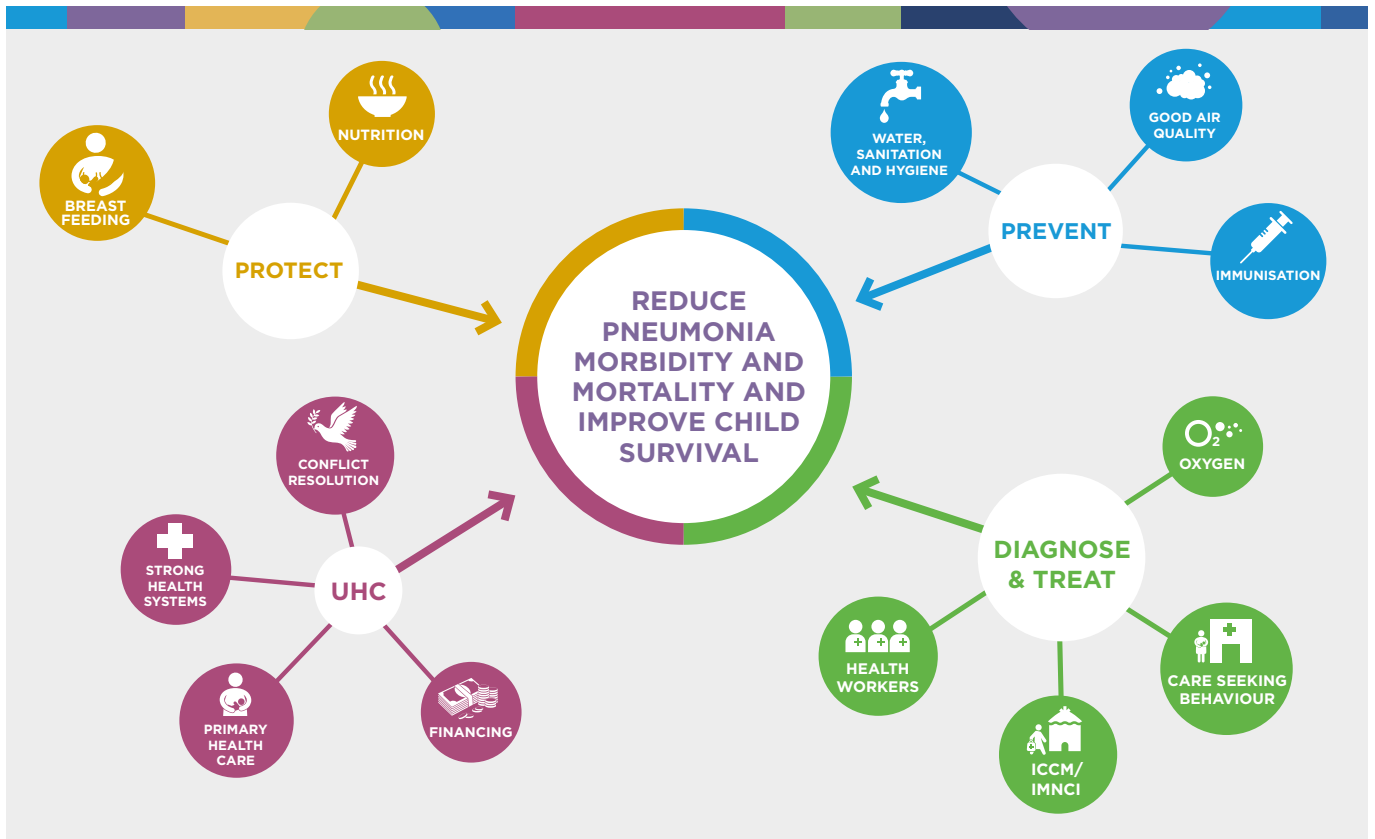 NUTRITION
BREAST
FEEDING
PROTECT
WATER,
SANITATION
AND HYGIENE
GOOD AIR
QUALITY
PREVENT
IMMUNISATION
REDUCE
PNEUMONIA
MORBIDITY AND
MORTALITY AND
IMPROVE CHILD
SURVIVAL
CONFLICT
RESOLUTION
STRONG
HEALTH
SYSTEMS
UHC
PRIMARY
HEALTH
CARE
FINANCING
O2
OXYGEN
DIAGNOSE
& TREAT
HEALTH
WORKERS
CARE SEEKING
BEHAVIOUR
ICCM/
IMNCI